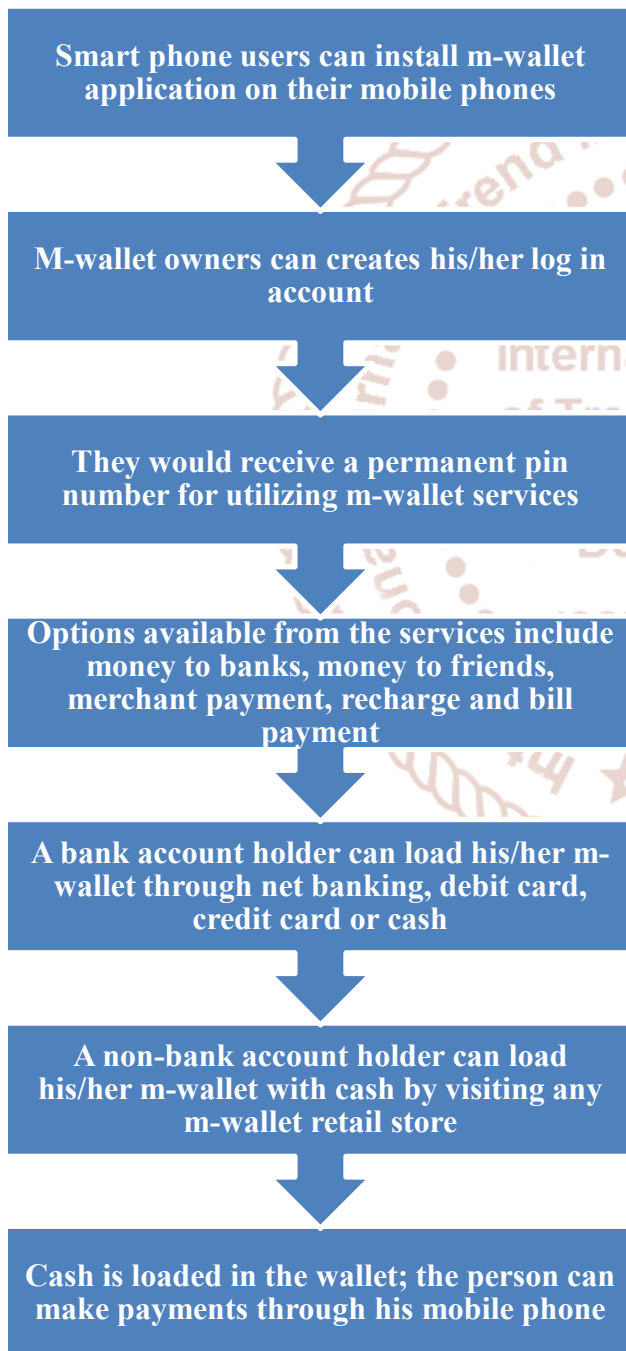 Smart phone users can install m-wallet
application on their mobile phones
Trend
M-wallet owners can creates his/her log in
account
Intern
of Tre
They would receive a permanent pin
number for utilizing m-wallet services
Options available from the services include
money to banks, money to friends,
merchant payment, recharge and bill
payment
A bank account holder can load his/her m-
wallet through net banking, debit card,
credit card or cash
A non-bank account holder can load
his/her m-wallet with cash by visiting any
m-wallet retail store
Cash is loaded in the wallet; the person can
make payments through his mobile phone